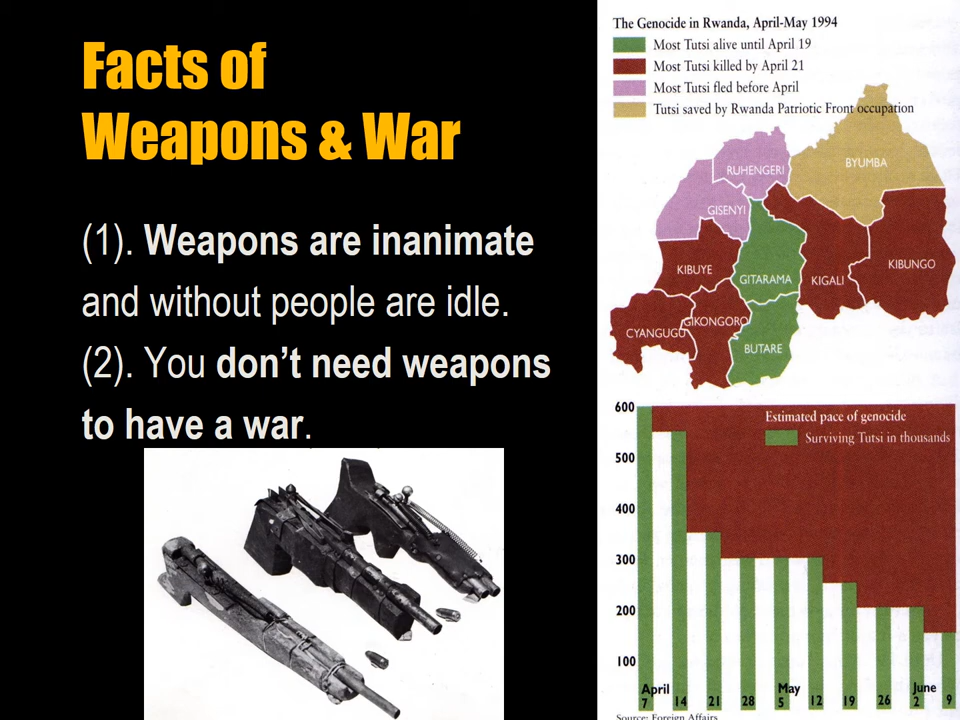 Facts of
Weapons & War
(1). Weapons are inanimate
and without people are idle.
(2). You don't need weapons
to have a war.
The Genocide in Rwanda, April-May 1994
Most Tutsi alive until April 19
Most Tutsi killed by April 21
Most Tutsi fled before April
Tutsi saved by Rwanda Patriotic Front occupation
BYUMBA
RUHENGERI
GISENYI
KIBUNGO
KIBUYE
GITARAMA
KIGALI
GIKONGORO
CYANGUGU
BUTARE
600
Estimated pace of genocide
Surviving Tutsi in thousands
500
400
300
200
100
April May June
7 14 21 28 5 12 19 26 2 9
Source: Foreign Affairs